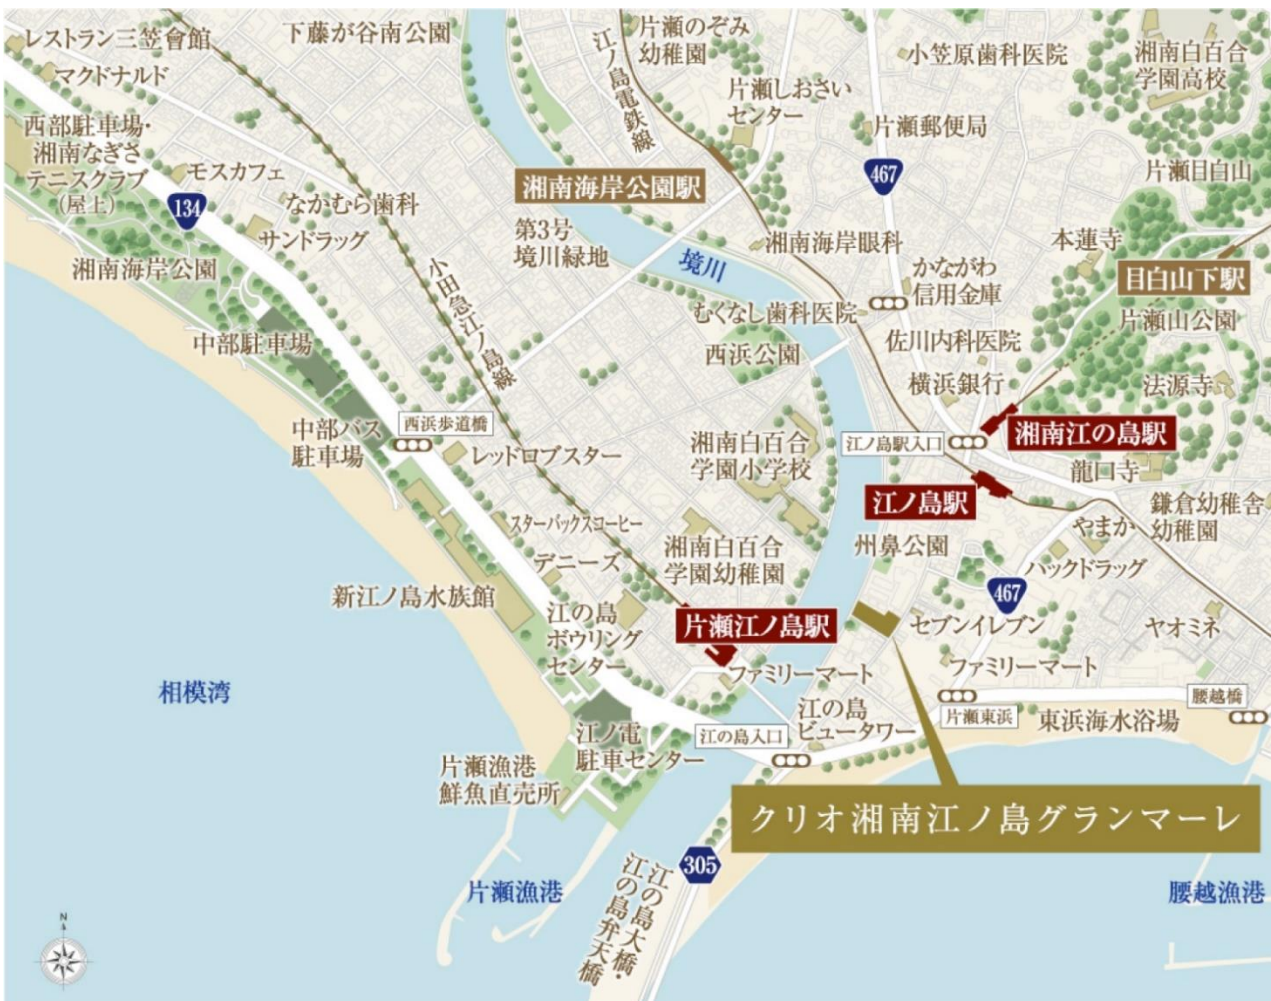 レストラン三笠會館
マクドナルド
下藤が谷南公園
江ノ島電鉄線
片瀬のぞみ
幼稚園
片瀬しおさい
センター
小笠原歯科医院
片瀬郵便局
467
湘南白百合
学園高校
片瀬目白山
西部駐車場・
湘南なぎさ
テニスクラブ
(屋上)
モスカフェ
134
なかむら歯科
サンドラッグ
湘南海岸公園
中部駐車場
小田急江ノ島線
湘南海岸公園駅
第3号
境川緑地
境川
湘南海岸眼科
かながわ
信用金庫
本蓮寺
目白山下駅
むくなし歯科医院
佐川内科医院
片瀬山公園
西浜公園
横浜銀行
法源寺
中部バス
駐車場
西浜歩道橋
レッドロブスター
湘南白百合
学園小学校
江ノ島駅入口
湘南江の島駅
龍口寺
江ノ島駅
鎌倉幼稚舎
幼稚園
やまか
スターバックスコーヒー
デニーズ
湘南白百合
学園幼稚園
州鼻公園
ハックドラッグ
467
新江ノ島水族館
江の島
ボウリング
センター
片瀬江ノ島駅
セブンイレブン
ヤオミネ
ファミリーマート
ファミリーマート
相模湾
江の島
ビュータワー
片瀬東浜
東浜海水浴場
腰越橋
江の島入口
江ノ電
駐車センター
片瀬漁港
鮮魚直売所
クリオ湘南江ノ島グランマーレ
305
片瀬漁港
江の島大橋・
江の島弁天橋
腰越漁港
N